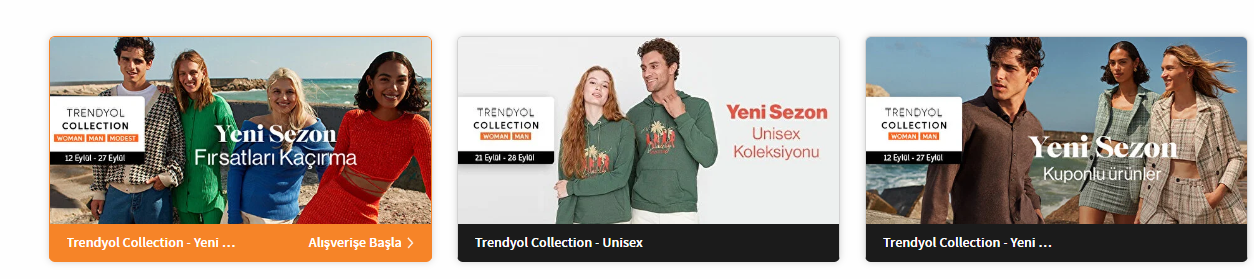 TRENDYOL
COLLECTION
WOMAN MAN MODEST
12 Eylül - 27 Eylül
Yeni Sezon
Fırsatları Kaçırma
Trendyol Collection - Yeni ...
Alışverişe Başla
TRENDYOL
COLLECTION
WOMAN MAN
21 Eylül - 28 Eylül
Yeni Sezon
Unisex
Koleksiyonu
Trendyol Collection - Unisex
TRENDYOL
COLLECTION
WOMAN MAN
12 Eylül - 27 Eylül
Yeni Sezon
Kuponlu ürünler
Trendyol Collection - Yeni ...